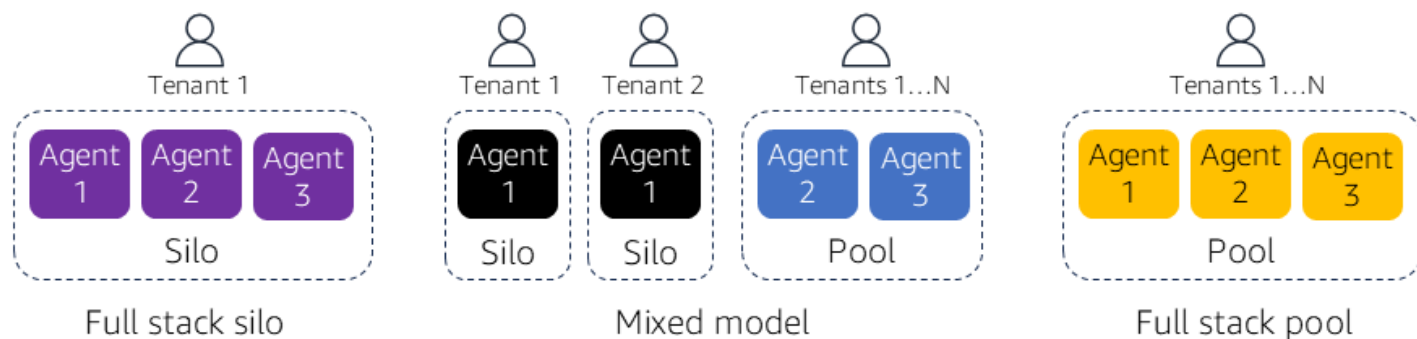 Tenant 1
Agent 1
Agent 2
Agent 3
Silo
Full stack silo
Tenant 1
Agent 1
Silo
Tenant 2
Agent 1
Silo
Tenants 1...N
Agent 2
Agent 3
Pool
Mixed model
Tenants 1...N
Agent 1
Agent 2
Agent 3
Pool
Full stack pool